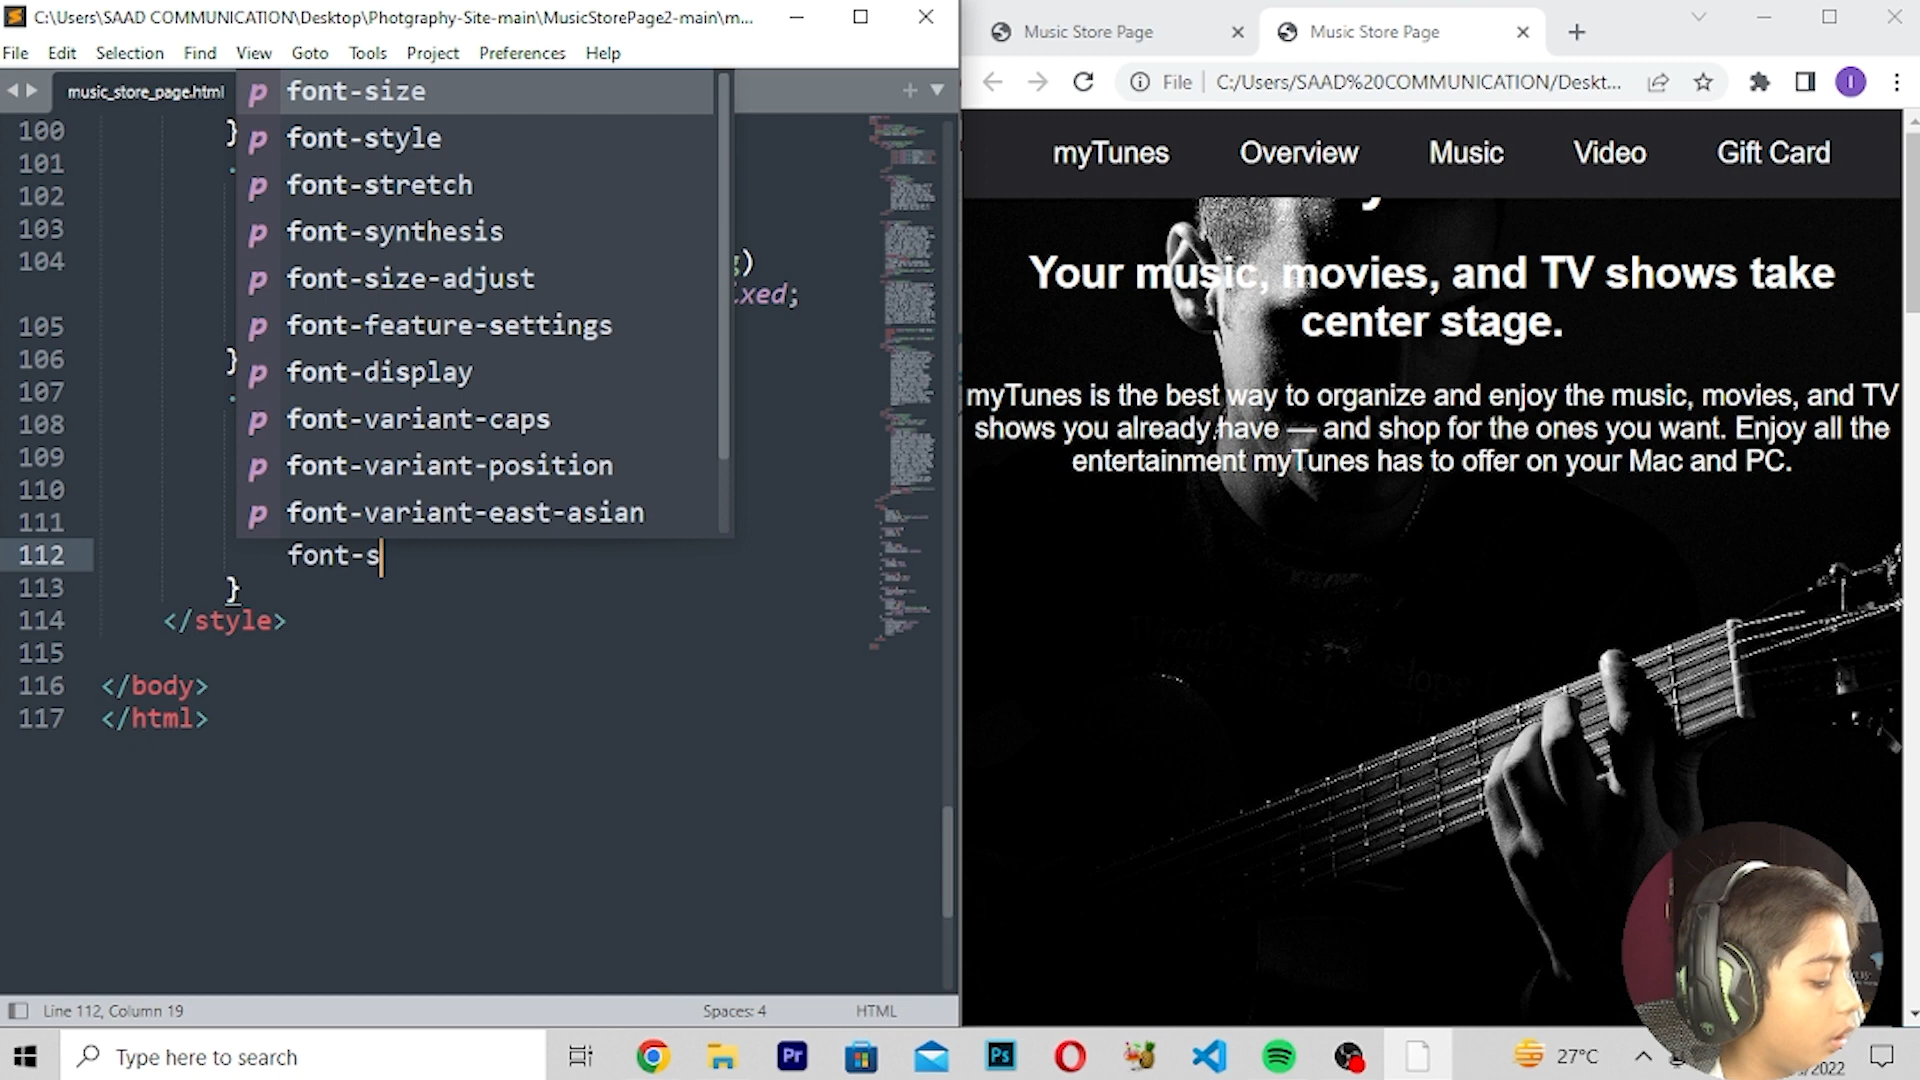 C:\Users\SAAD COMMUNICATION\Desktop\Photgraphy-Site-main\MusicStorePage2-main\m...
File Edit Selection Find View Goto Tools Project Preferences Help
music_store_page.html
font-size
font-style
font-stretch
font-synthesis
font-size-adjust
font-feature-settings
font-display
font-variant-caps
font-variant-position
font-variant-east-asian
100 }
101 .
102
103
104 g)
ixed;
105
106 }
107 .
108
109
110
111
112 font-s
113 }
114 </style>
115
116 </body>
117 </html>
Line 112, Column 19 Spaces: 4 HTML
Music Store Page
Music Store Page
File C:/Users/SAAD%20COMMUNICATION/Deskt...
I
myTunes Overview Music Video Gift Card
Your music, movies, and TV shows take
center stage.
myTunes is the best way to organize and enjoy the music, movies, and TV
shows you already have — and shop for the ones you want. Enjoy all the
entertainment myTunes has to offer on your Mac and PC.
Type here to search
Pr
Ps
27°C
/2022